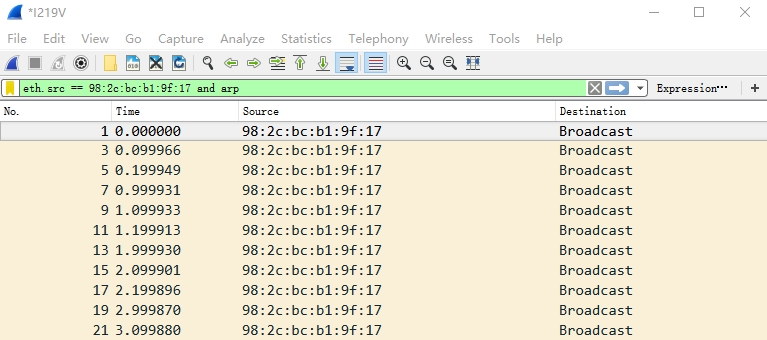 *I219V
File Edit View Go Capture Analyze Statistics Telephony Wireless Tools Help
eth.src == 98:2c:bc:b1:9f:17 and arp Expression… +
No. Time Source Destination
1 0.000000 98:2c:bc:b1:9f:17 Broadcast
3 0.099966 98:2c:bc:b1:9f:17 Broadcast
5 0.199949 98:2c:bc:b1:9f:17 Broadcast
7 0.999931 98:2c:bc:b1:9f:17 Broadcast
9 1.099933 98:2c:bc:b1:9f:17 Broadcast
11 1.199913 98:2c:bc:b1:9f:17 Broadcast
13 1.999930 98:2c:bc:b1:9f:17 Broadcast
15 2.099901 98:2c:bc:b1:9f:17 Broadcast
17 2.199896 98:2c:bc:b1:9f:17 Broadcast
19 2.999870 98:2c:bc:b1:9f:17 Broadcast
21 3.099880 98:2c:bc:b1:9f:17 Broadcast